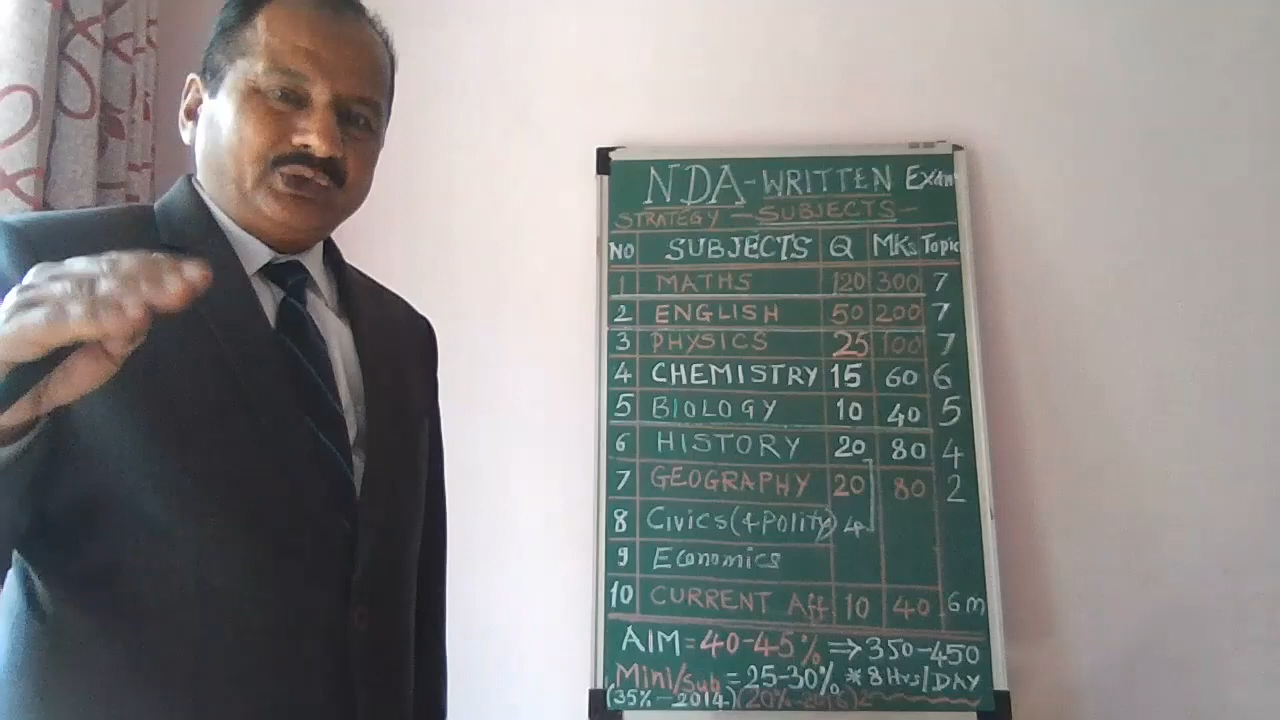 NDA-WRITTEN Exam
STRATEGY - SUBJECTS -
NO SUBJECTS Q MKs Topic
1 MATHS 120 300 7
2 ENGLISH 50 200 7
3 PHYSICS 25 100 7
4 CHEMISTRY 15 60 6
5 BIOLOGY 10 40 5
6 HISTORY 20 80 4
7 GEOGRAPHY 20 80 2
8 Civics(+Polity)
9 Economics
10 CURRENT Aff 10 40 6m
AIM = 40-45% ⇒ 350-450
Mini/Sub = 25-30% * 8 Hrs/DAY
(35% - 2014) (20% - 2016)